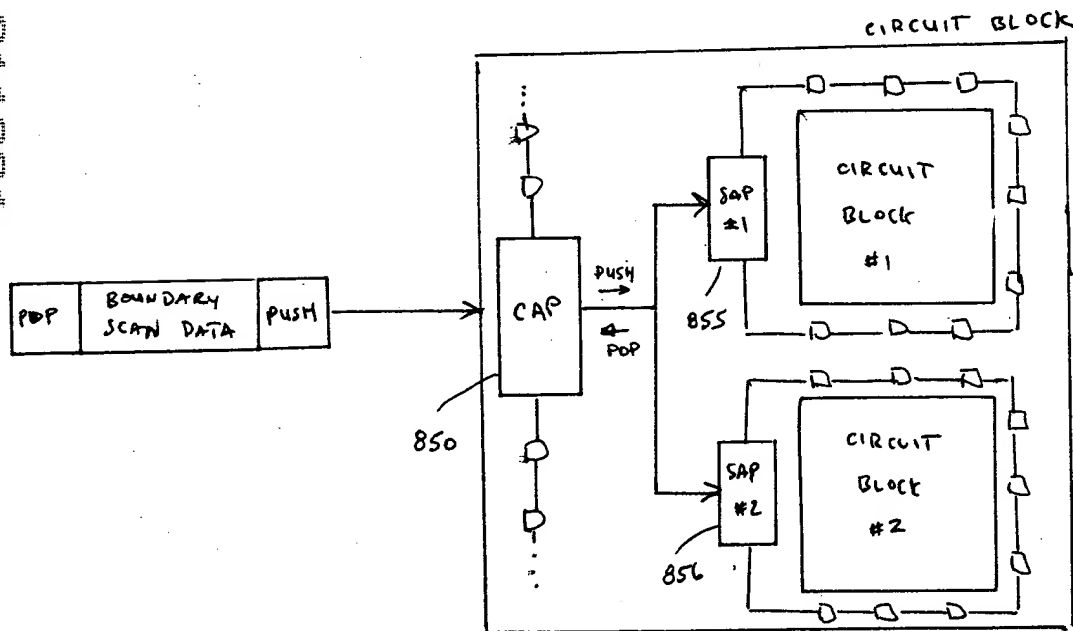 CIRCUIT BLOCK
POP
BOUNDARY
SCAN DATA
PUSH
CAP
850
PUSH
POP
SAP
#1
855
CIRCUIT
BLOCK
#1
SAP
#2
856
CIRCUIT
BLOCK
#2